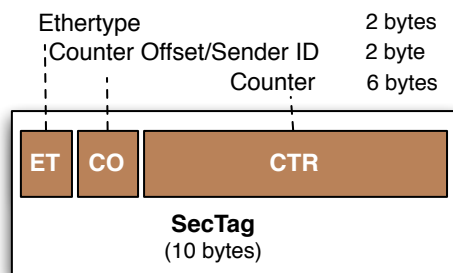 Ethertype 2 bytes
Counter Offset/Sender ID 2 byte
Counter 6 bytes
ET CO CTR
SecTag
(10 bytes)